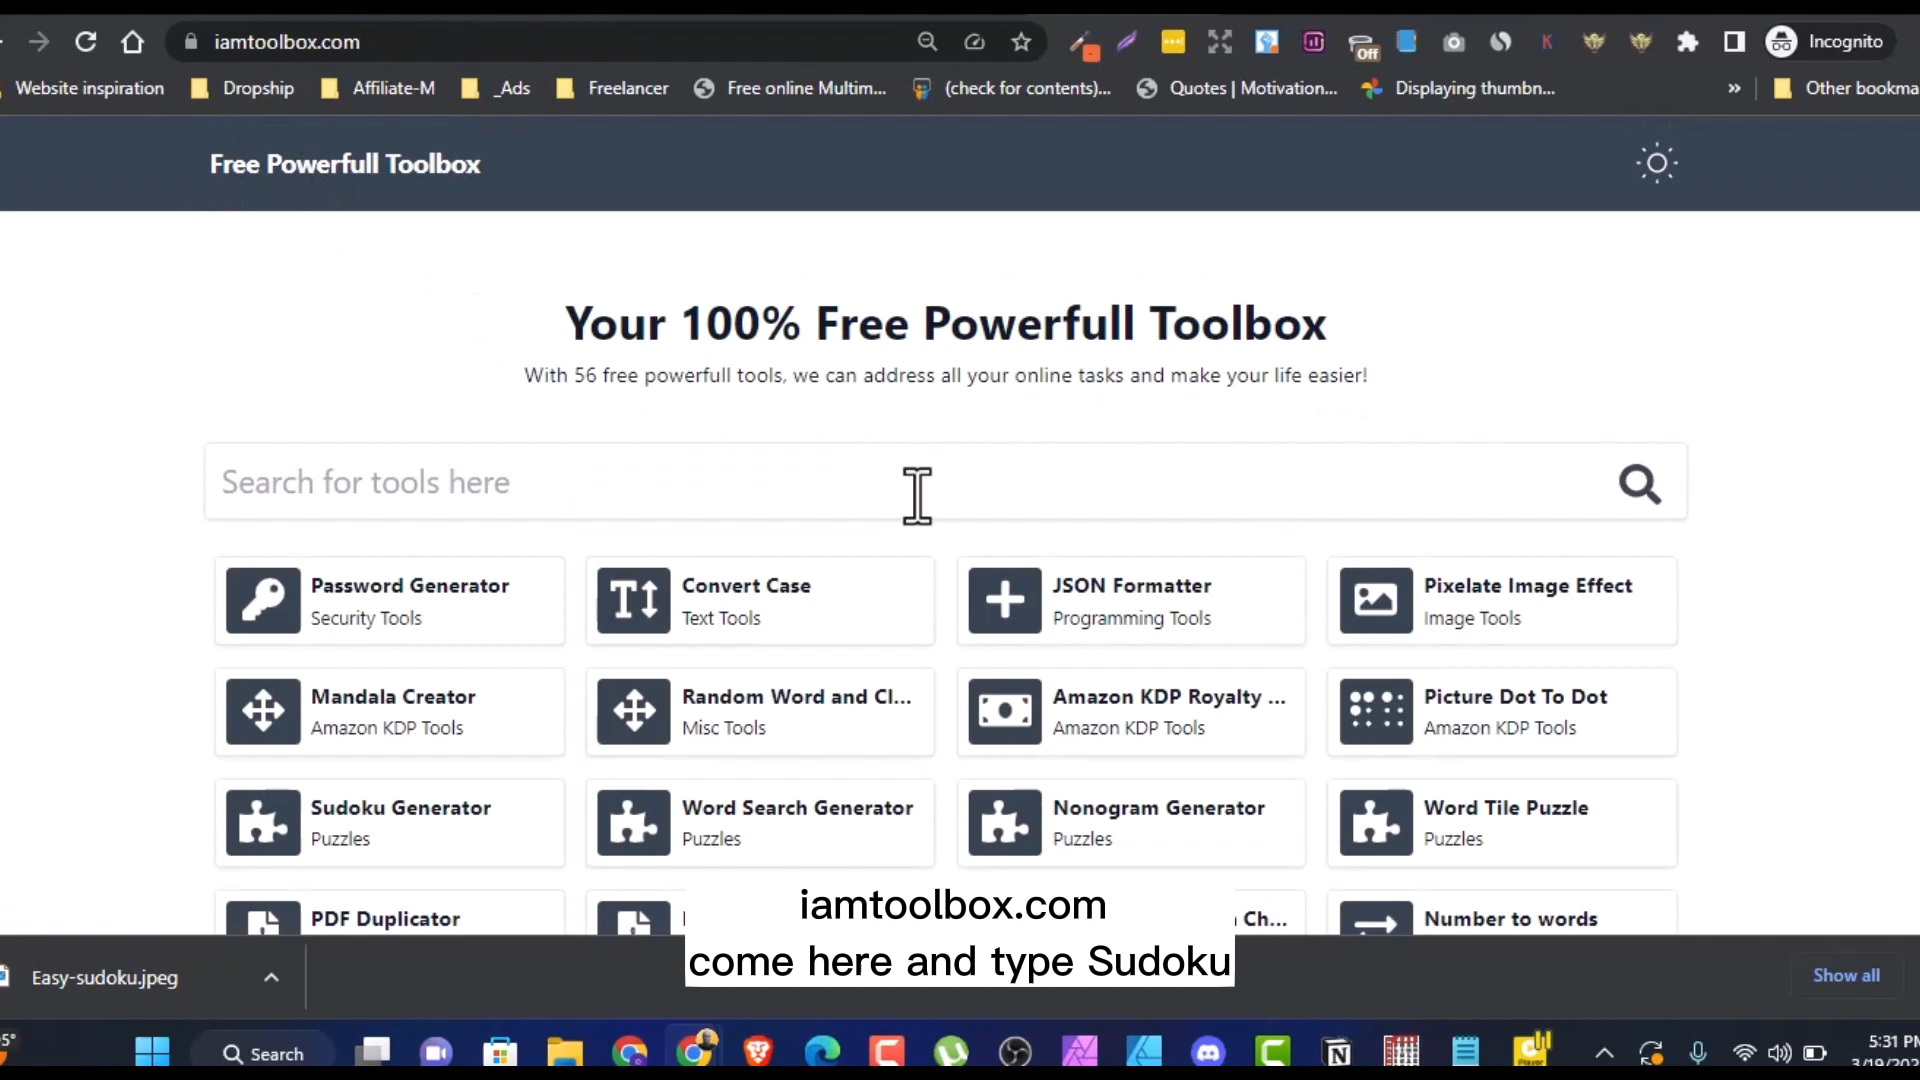 iamtoolbox.com
Incognito
Off
Website inspiration
Dropship
Affiliate-M
_Ads
Freelancer
Free online Multim...
(check for contents)...
Quotes | Motivation...
Displaying thumbn...
»
Other bookma
Free Powerfull Toolbox
Your 100% Free Powerfull Toolbox
With 56 free powerfull tools, we can address all your online tasks and make your life easier!
Search for tools here
Password Generator
Security Tools
Convert Case
Text Tools
JSON Formatter
Programming Tools
Pixelate Image Effect
Image Tools
Mandala Creator
Amazon KDP Tools
Random Word and Cl...
Misc Tools
Amazon KDP Royalty ...
Amazon KDP Tools
Picture Dot To Dot
Amazon KDP Tools
Sudoku Generator
Puzzles
Word Search Generator
Puzzles
Nonogram Generator
Puzzles
Word Tile Puzzle
Puzzles
PDF Duplicator
Ch...
Number to words
iamtoolbox.com
come here and type Sudoku
Easy-sudoku.jpeg
Show all
Search
5:31 PM